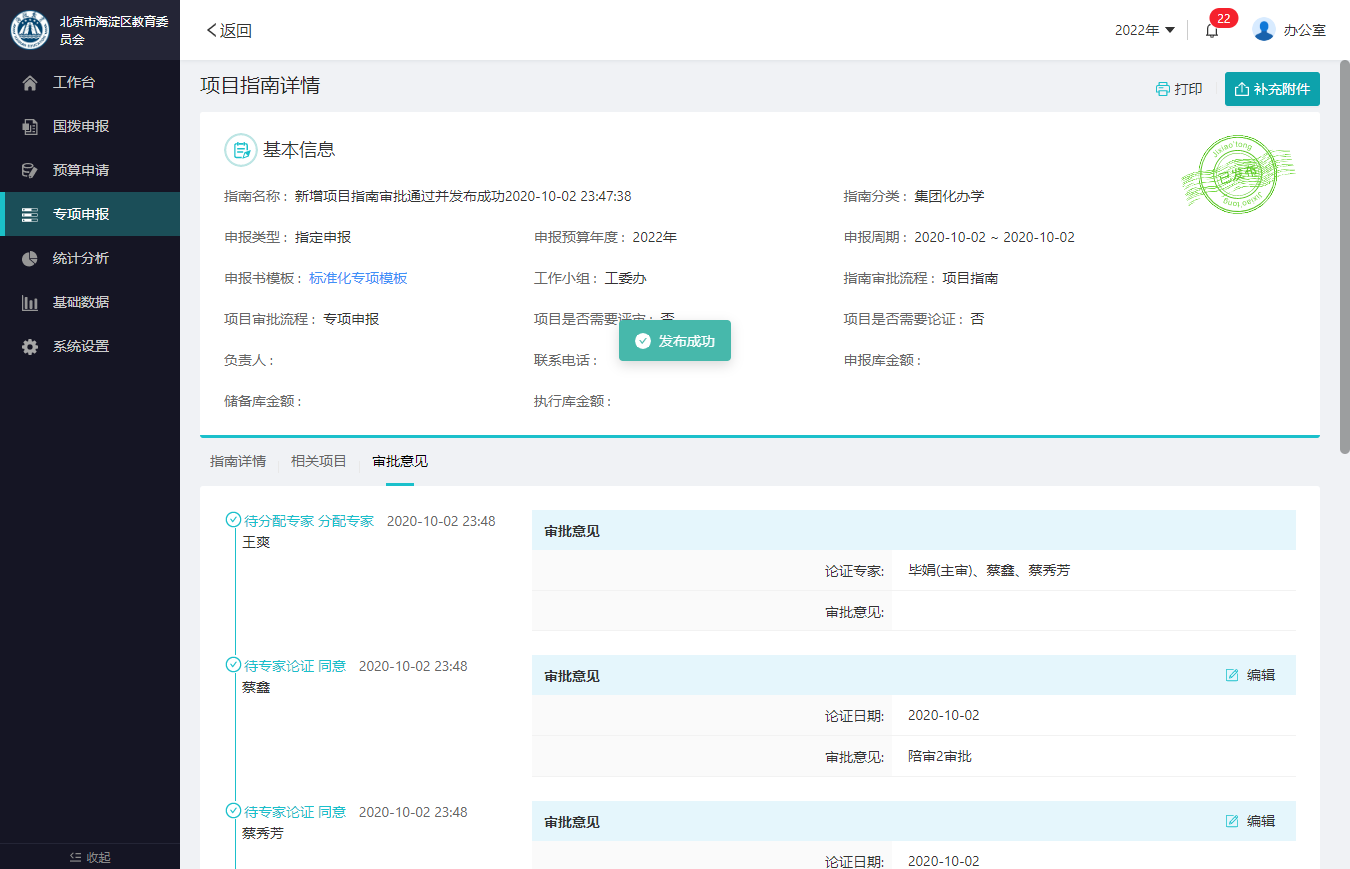 北京市海淀区教育委
员会
返回
2022年
22
办公室
工作台
国拨申报
预算申请
专项申报
统计分析
基础数据
系统设置
收起
项目指南详情
打印
补充附件
基本信息
jixiao'tong
已发布
jixiao'tong
指南名称： 新增项目指南审批通过并发布成功2020-10-02 23:47:38
指南分类： 集团化办学
申报类型： 指定申报
申报预算年度： 2022年
申报周期： 2020-10-02 ~ 2020-10-02
申报书模板： 标准化专项模板
工作小组： 工委办
指南审批流程： 项目指南
项目审批流程： 专项申报
项目是否需要评审： 否
项目是否需要论证： 否
发布成功
负责人：
联系电话：
申报库金额：
储备库金额：
执行库金额：
指南详情
相关项目
审批意见
待分配专家 分配专家 2020-10-02 23:48
王爽
审批意见
论证专家: 毕娟(主审)、蔡鑫、蔡秀芳
审批意见:
待专家论证 同意 2020-10-02 23:48
蔡鑫
审批意见
编辑
论证日期: 2020-10-02
审批意见: 陪审2审批
待专家论证 同意 2020-10-02 23:48
蔡秀芳
审批意见
编辑
论证日期: 2020-10-02